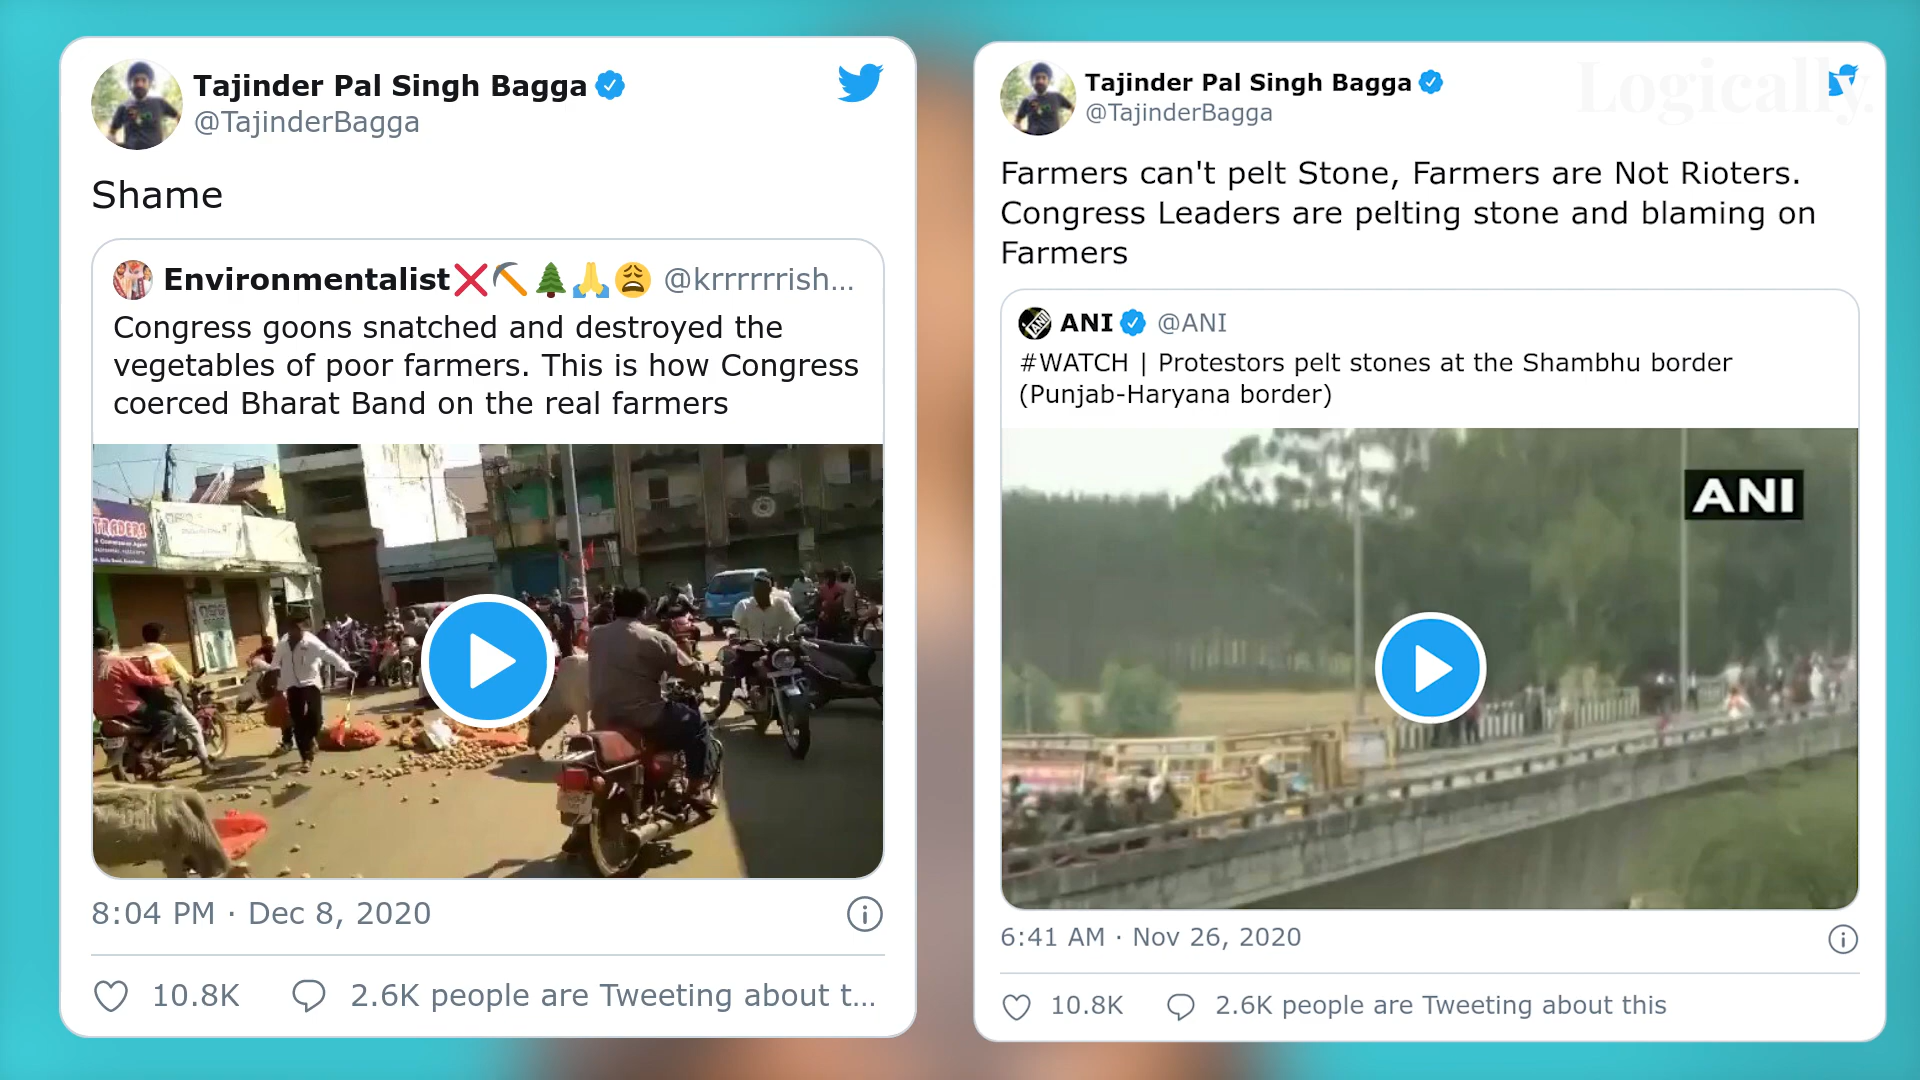 Tajinder Pal Singh Bagga
@TajinderBagga
Shame
Environmentalist❌⛏️🌲🙏😩 @krrrrrrish...
Congress goons snatched and destroyed the
vegetables of poor farmers. This is how Congress
coerced Bharat Band on the real farmers
TRADERS
8:04 PM · Dec 8, 2020
10.8K
2.6K people are Tweeting about t...
Tajinder Pal Singh Bagga
@TajinderBagga
Logically.
Farmers can't pelt Stone, Farmers are Not Rioters.
Congress Leaders are pelting stone and blaming on
Farmers
ANI @ANI
#WATCH | Protestors pelt stones at the Shambhu border
(Punjab-Haryana border)
ANI
6:41 AM · Nov 26, 2020
10.8K
2.6K people are Tweeting about this